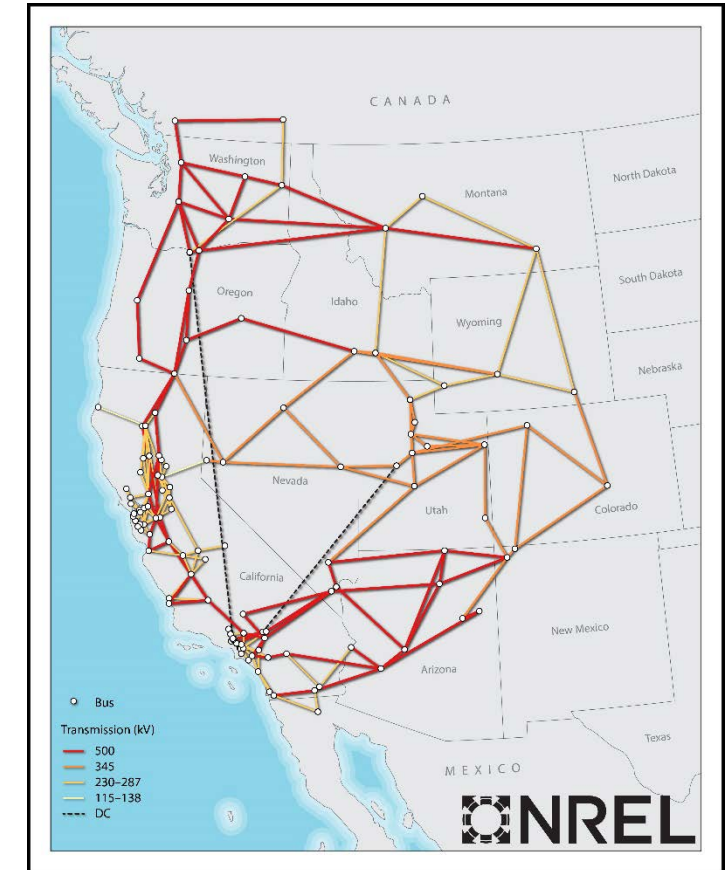 CANADA
Washington
Montana
North Dakota
Oregon
Idaho
South Dakota
Wyoming
Nebraska
Nevada
Utah
Colorado
California
Arizona
New Mexico
Texas
MEXICO
Bus
Transmission (kV)
500
345
230–287
115–138
DC
NREL